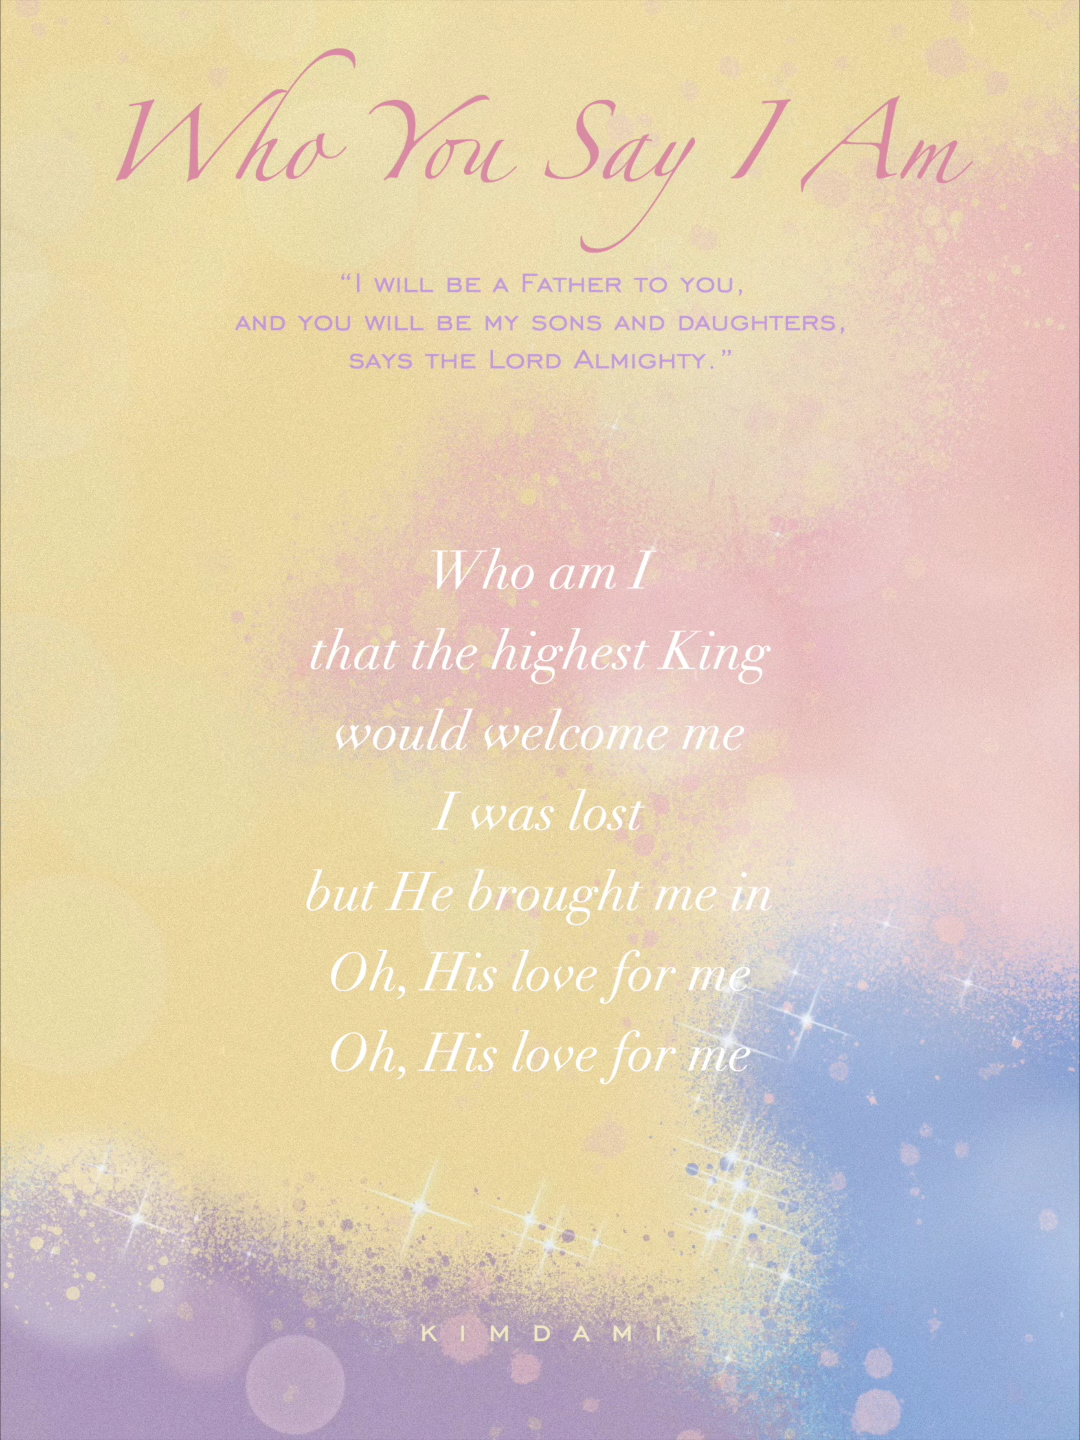 Who You Say I Am
“I will be a Father to you,
and you will be my sons and daughters,
says the Lord Almighty.”
Who am I
that the highest King
would welcome me
I was lost
but He brought me in
Oh, His love for me
Oh, His love for me
KIMDAMI